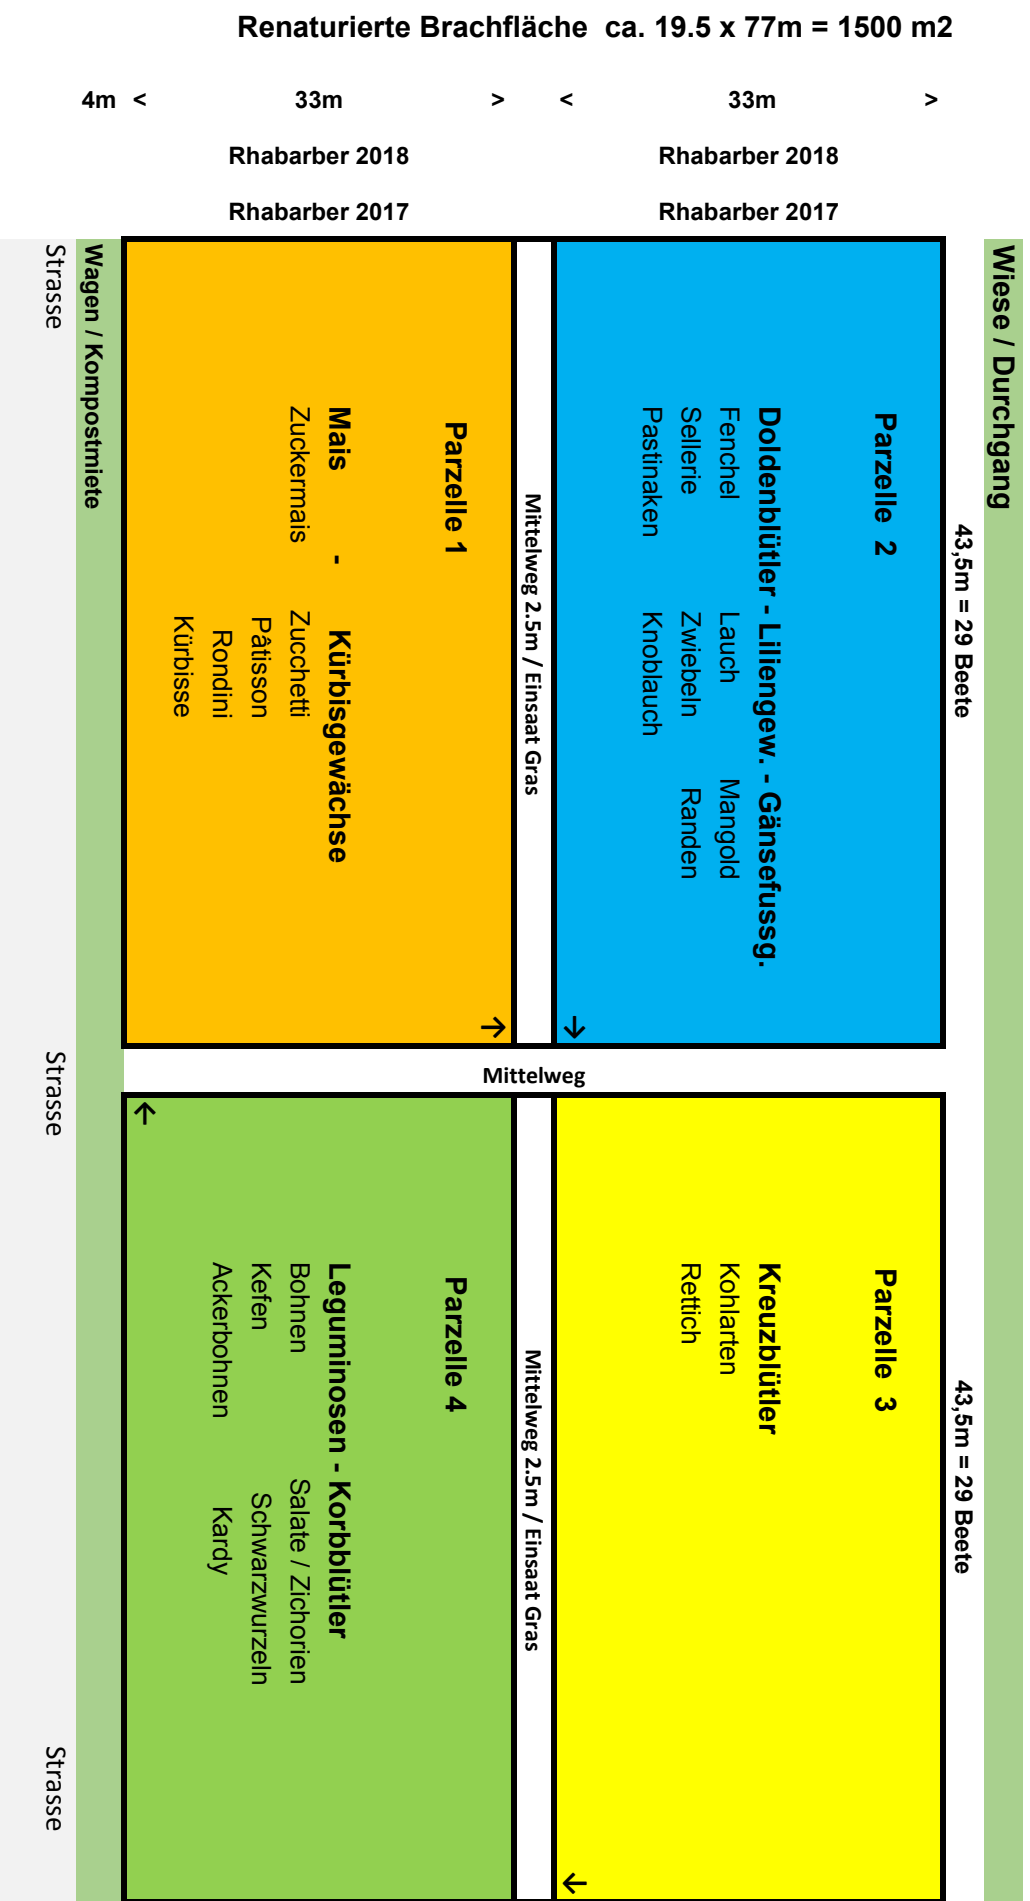 Renaturierte Brachfläche ca. 19.5 x 77m = 1500 m2
4m < 33m > < 33m >
Rhabarber 2018 Rhabarber 2018
Rhabarber 2017 Rhabarber 2017
Wiese / Durchgang
43,5m = 29 Beete
Parzelle 2
Doldenblütler - Liliengew. - Gänsefussg.
Fenchel Lauch Mangold
Sellerie Zwiebeln Randen
Pastinaken Knoblauch
↓
Mittelweg 2.5m / Einsaat Gras
Parzelle 1
Mais - Kürbisgewächse
Zuckermais Zucchetti
Pâtisson
Rondini
Kürbisse
→
Wagen / Kompostmiete
Strasse
Mittelweg
43,5m = 29 Beete
Parzelle 3
Kreuzblütler
Kohlarten
Rettich
←
Mittelweg 2.5m / Einsaat Gras
Parzelle 4
Leguminosen - Korbblütler
Bohnen Salate / Zichorien
Kefen Schwarzwurzeln
Ackerbohnen Kardy
↑
Strasse
Strasse